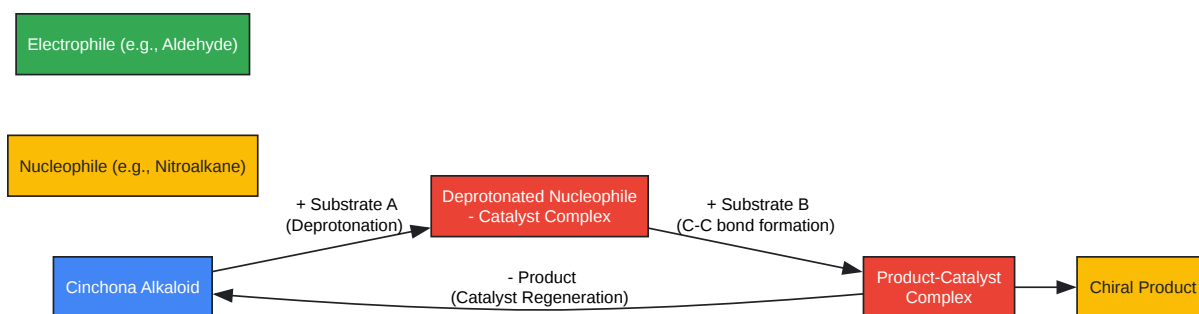 Electrophile (e.g., Aldehyde)
Nucleophile (e.g., Nitroalkane)
+ Substrate A
(Deprotonation)
Deprotonated Nucleophile
- Catalyst Complex
+ Substrate B
(C-C bond formation)
Cinchona Alkaloid
- Product
(Catalyst Regeneration)
Product-Catalyst
Complex
Chiral Product